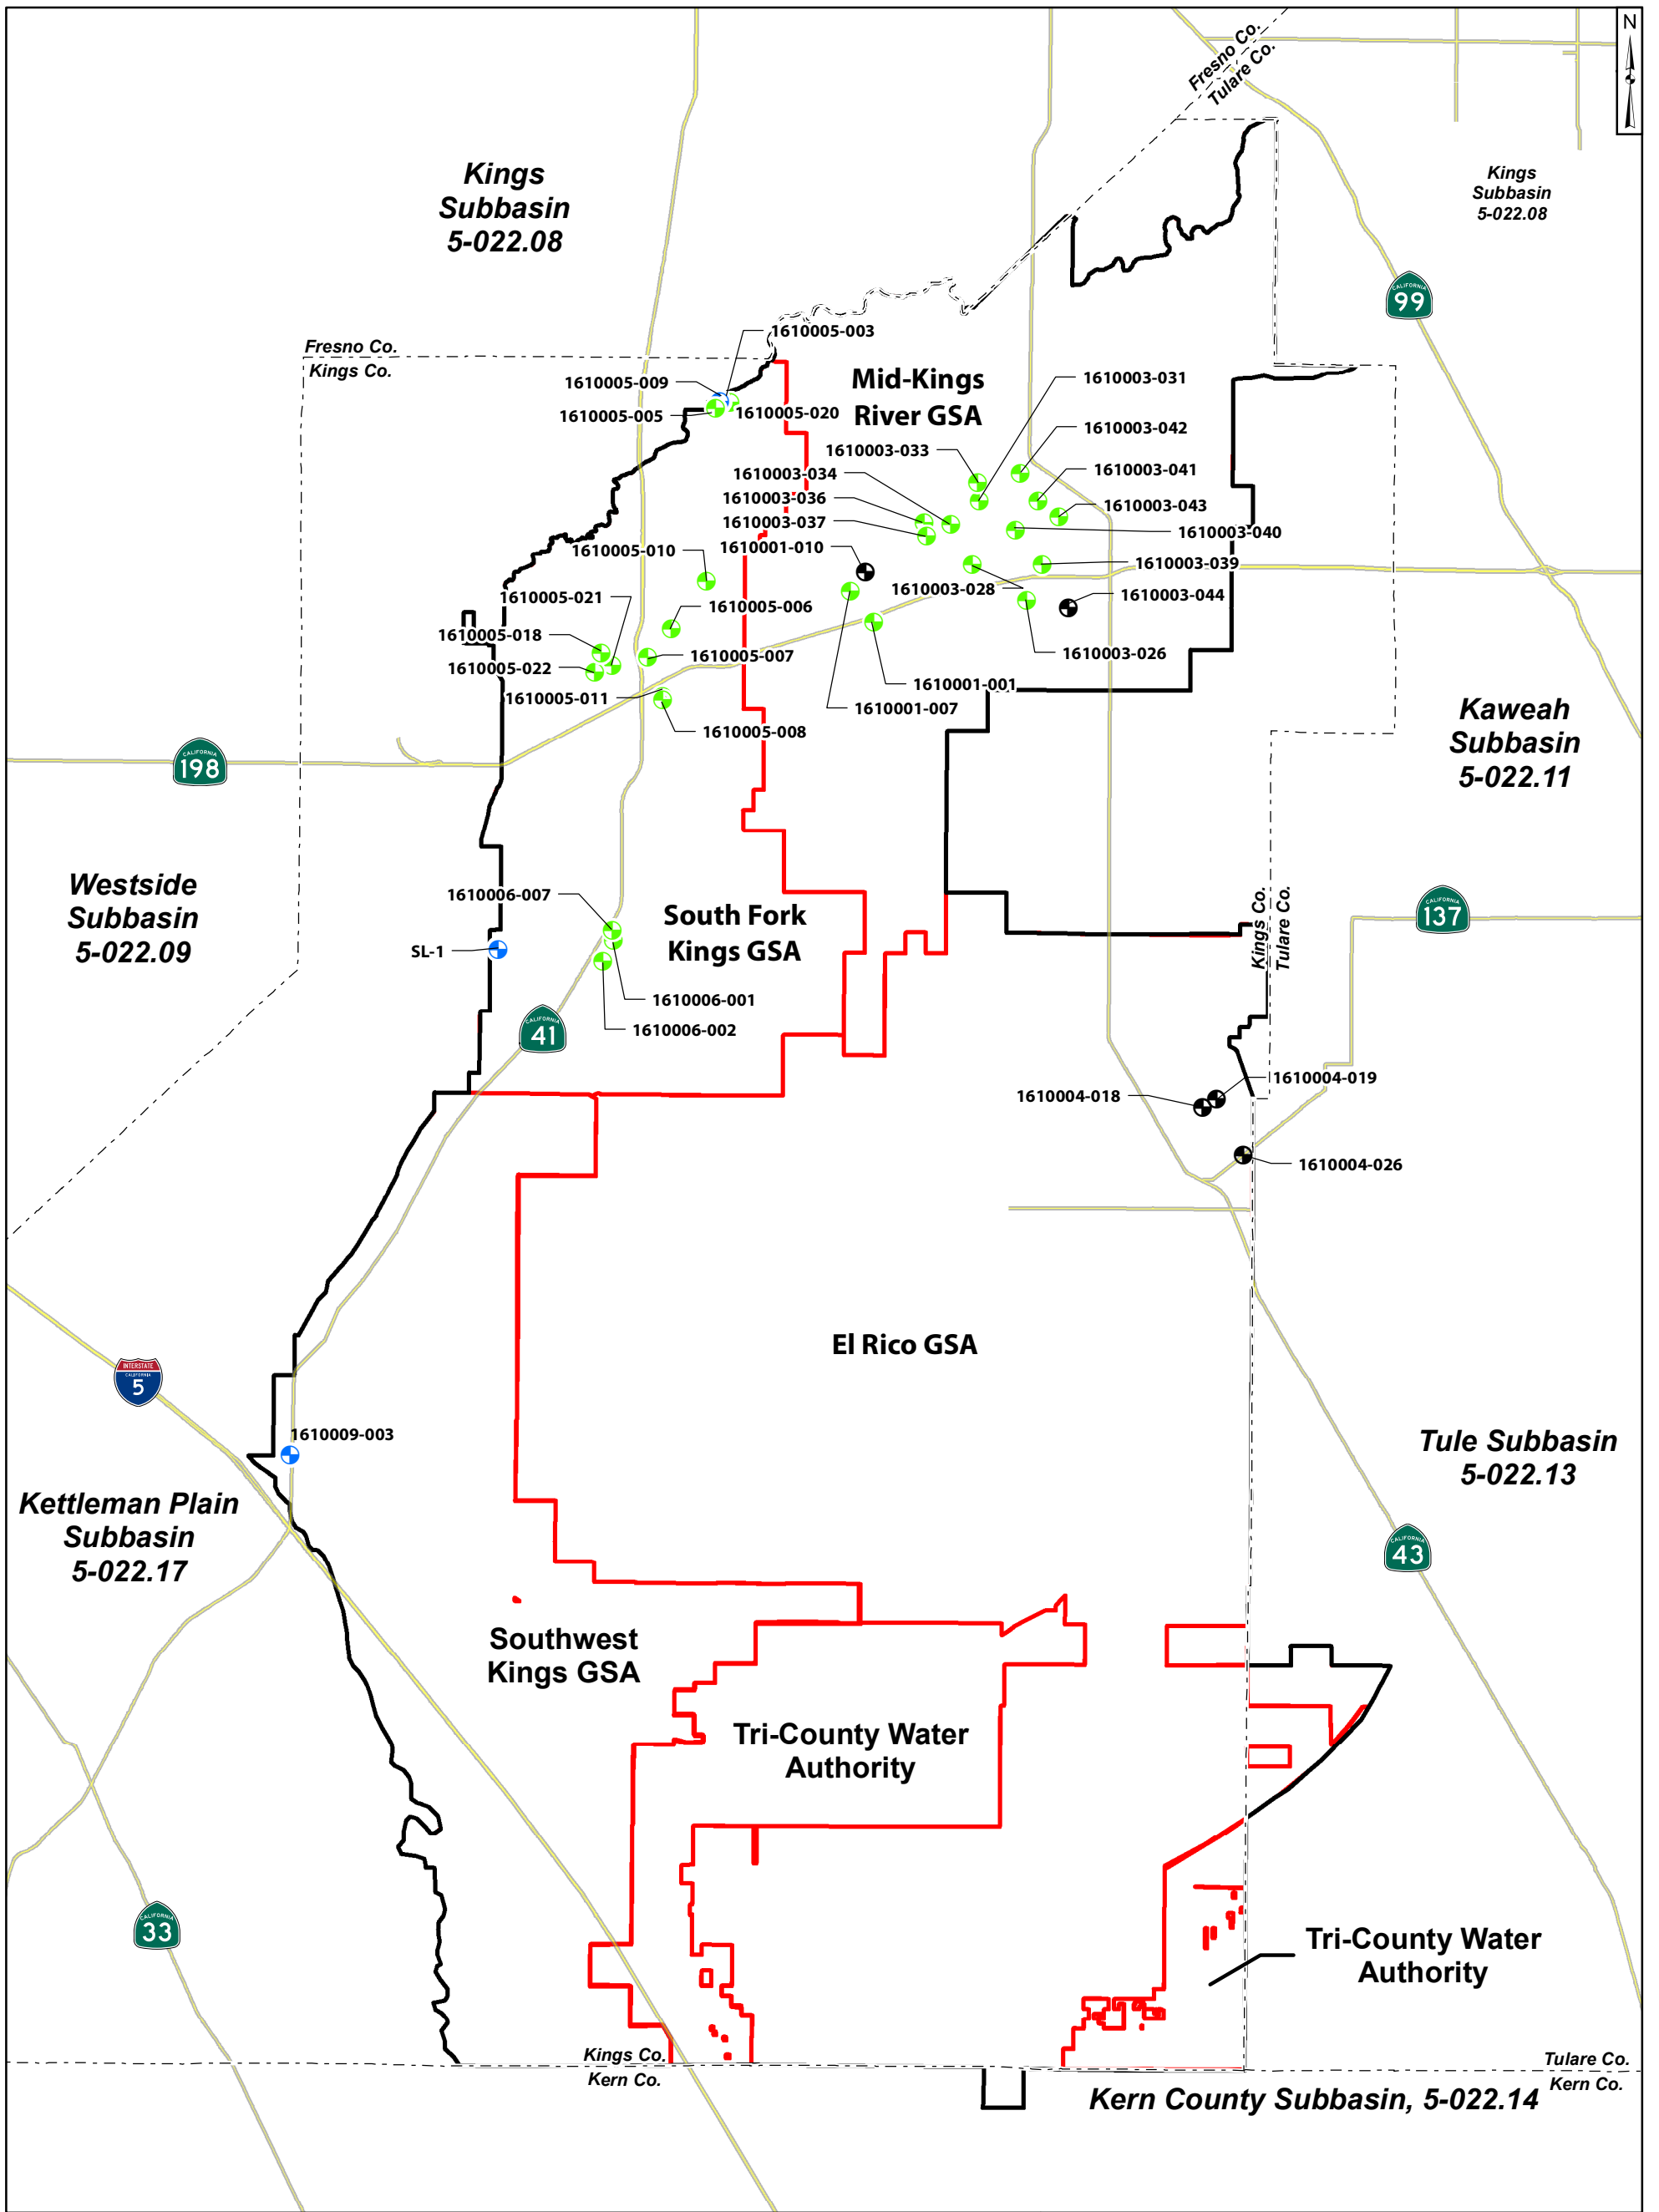 N
Fresno Co.
Tulare Co.
Kings
Subbasin
5-022.08
Kings
Subbasin
5-022.08
CALIFORNIA
99
Fresno Co.
Kings Co.
1610005-003
1610005-009
1610005-005
1610005-020
Mid-Kings
River GSA
1610003-031
1610003-042
1610003-033
1610003-041
1610003-034
1610003-036
1610003-043
1610003-037
1610003-040
1610001-010
1610005-010
1610003-039
1610003-028
1610003-044
1610005-021
1610005-006
1610005-018
1610003-026
1610005-007
1610005-022
1610001-001
1610005-011
1610001-007
1610005-008
Kaweah
Subbasin
5-022.11
CALIFORNIA
198
Westside
Subbasin
5-022.09
1610006-007
South Fork
Kings GSA
SL-1
Kings Co.
Tulare Co.
CALIFORNIA
137
1610006-001
1610006-002
CALIFORNIA
41
1610004-019
1610004-018
1610004-026
El Rico GSA
INTERSTATE
CALIFORNIA
5
1610009-003
Tule Subbasin
5-022.13
Kettleman Plain
Subbasin
5-022.17
CALIFORNIA
43
Southwest
Kings GSA
Tri-County Water
Authority
CALIFORNIA
33
Tri-County Water
Authority
Kings Co.
Kern Co.
Tulare Co.
Kern Co.
Kern County Subbasin, 5-022.14